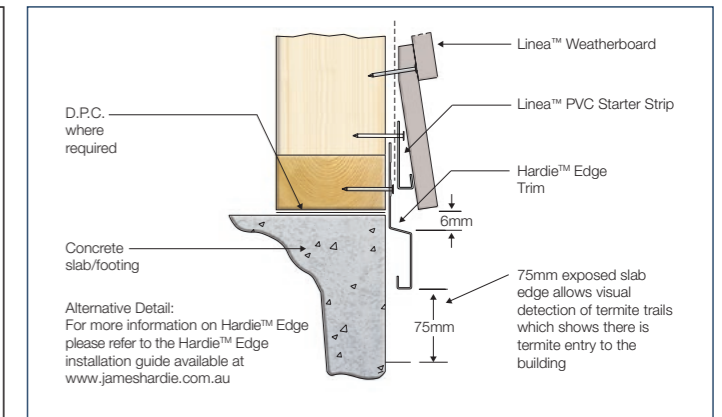 D.P.C.
where
required
Concrete
slab/footing
Alternative Detail:
For more information on Hardie™ Edge
please refer to the Hardie™ Edge
installation guide available at
www.jameshardie.com.au
Linea™ Weatherboard
Linea™ PVC Starter Strip
Hardie™ Edge
Trim
6mm
75mm
75mm exposed slab
edge allows visual
detection of termite trails
which shows there is
termite entry to the
building